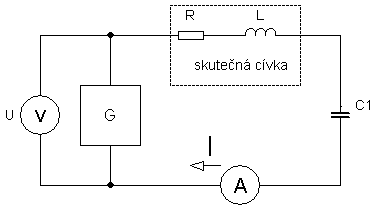 R L
skutečná cívka
C1
U V G
I
A